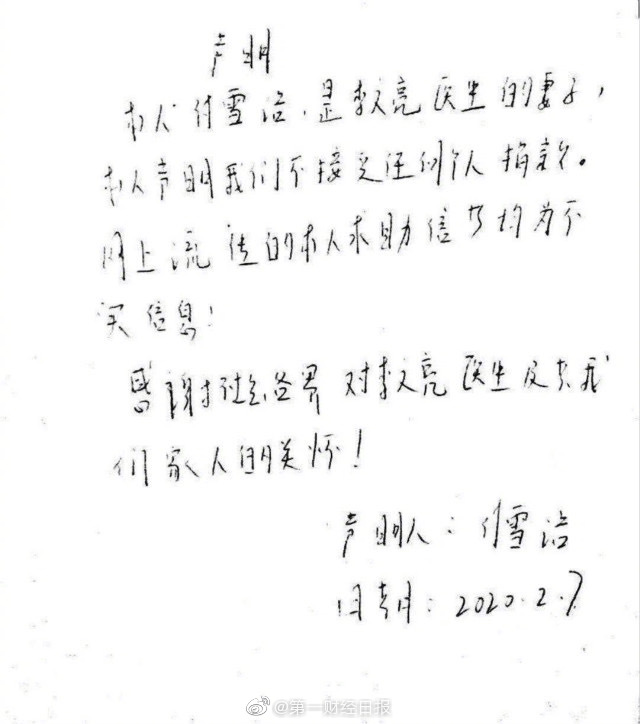 声明
本人付雪洁,是李文亮医生的妻子,
本人声明我们不接受任何个人捐款。
网上流传的本人求助信息均为不
实信息!
感谢社会各界对李文亮医生及其我
们家人的关怀!
声明人:付雪洁
日期:2020.2.7
@第一财经日报